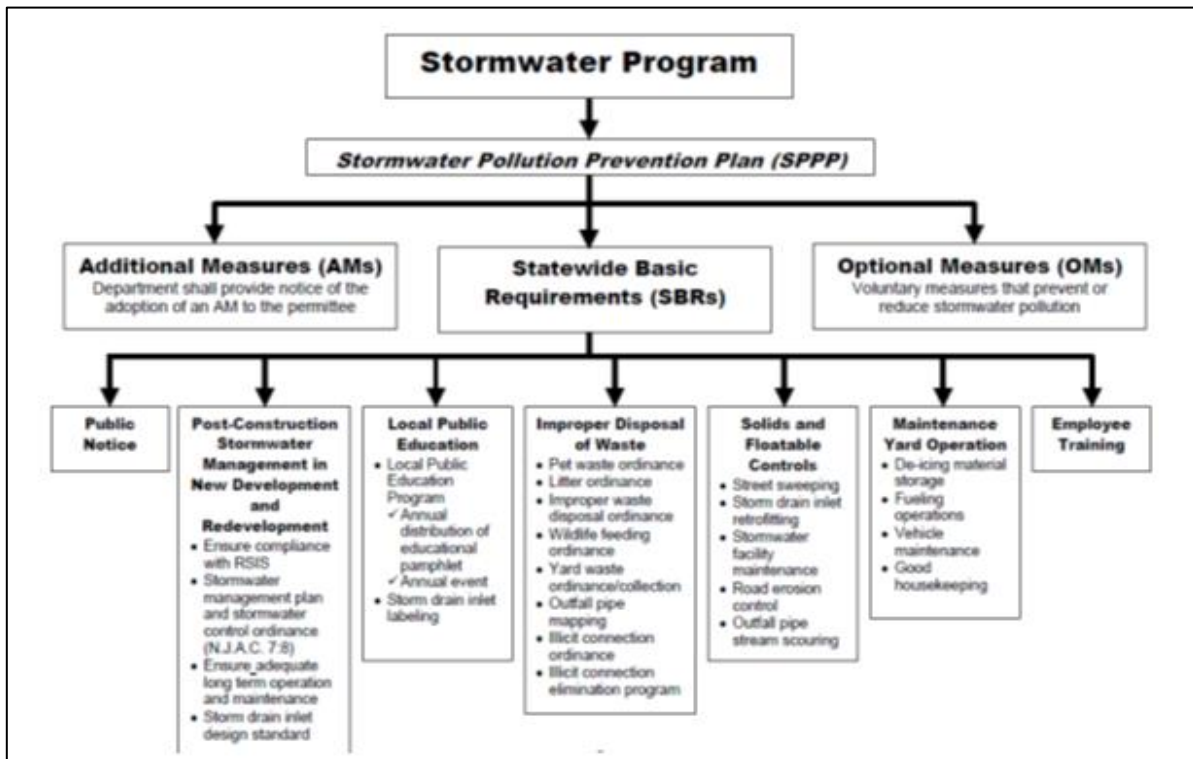 Stormwater Program
Stormwater Pollution Prevention Plan (SPPP)
Additional Measures (AMs)
Department shall provide notice of the
adoption of an AM to the permittee
Statewide Basic
Requirements (SBRs)
Optional Measures (OMs)
Voluntary measures that prevent or
reduce stormwater pollution
Public
Notice
Post-Construction
Stormwater
Management in
New Development
and
Redevelopment
• Ensure compliance
with RSIS
• Stormwater
management plan
and stormwater
control ordinance
(N.J.A.C. 7:8)
• Ensure adequate
long term operation
and maintenance
• Storm drain inlet
design standard
Local Public
Education
• Local Public
Education
Program
✓ Annual
distribution of
educational
pamphlet
✓ Annual event
• Storm drain inlet
labeling
Improper Disposal
of Waste
• Pet waste ordinance
• Litter ordinance
• Improper waste
disposal ordinance
• Wildlife feeding
ordinance
• Yard waste
ordinance/collection
• Outfall pipe
mapping
• Illicit connection
ordinance
• Illicit connection
elimination program
Solids and
Floatable
Controls
• Street sweeping
• Storm drain inlet
retrofitting
• Stormwater
facility
maintenance
• Road erosion
control
• Outfall pipe
stream scouring
Maintenance
Yard Operation
• De-icing material
storage
• Fueling
operations
• Vehicle
maintenance
• Good
housekeeping
Employee
Training